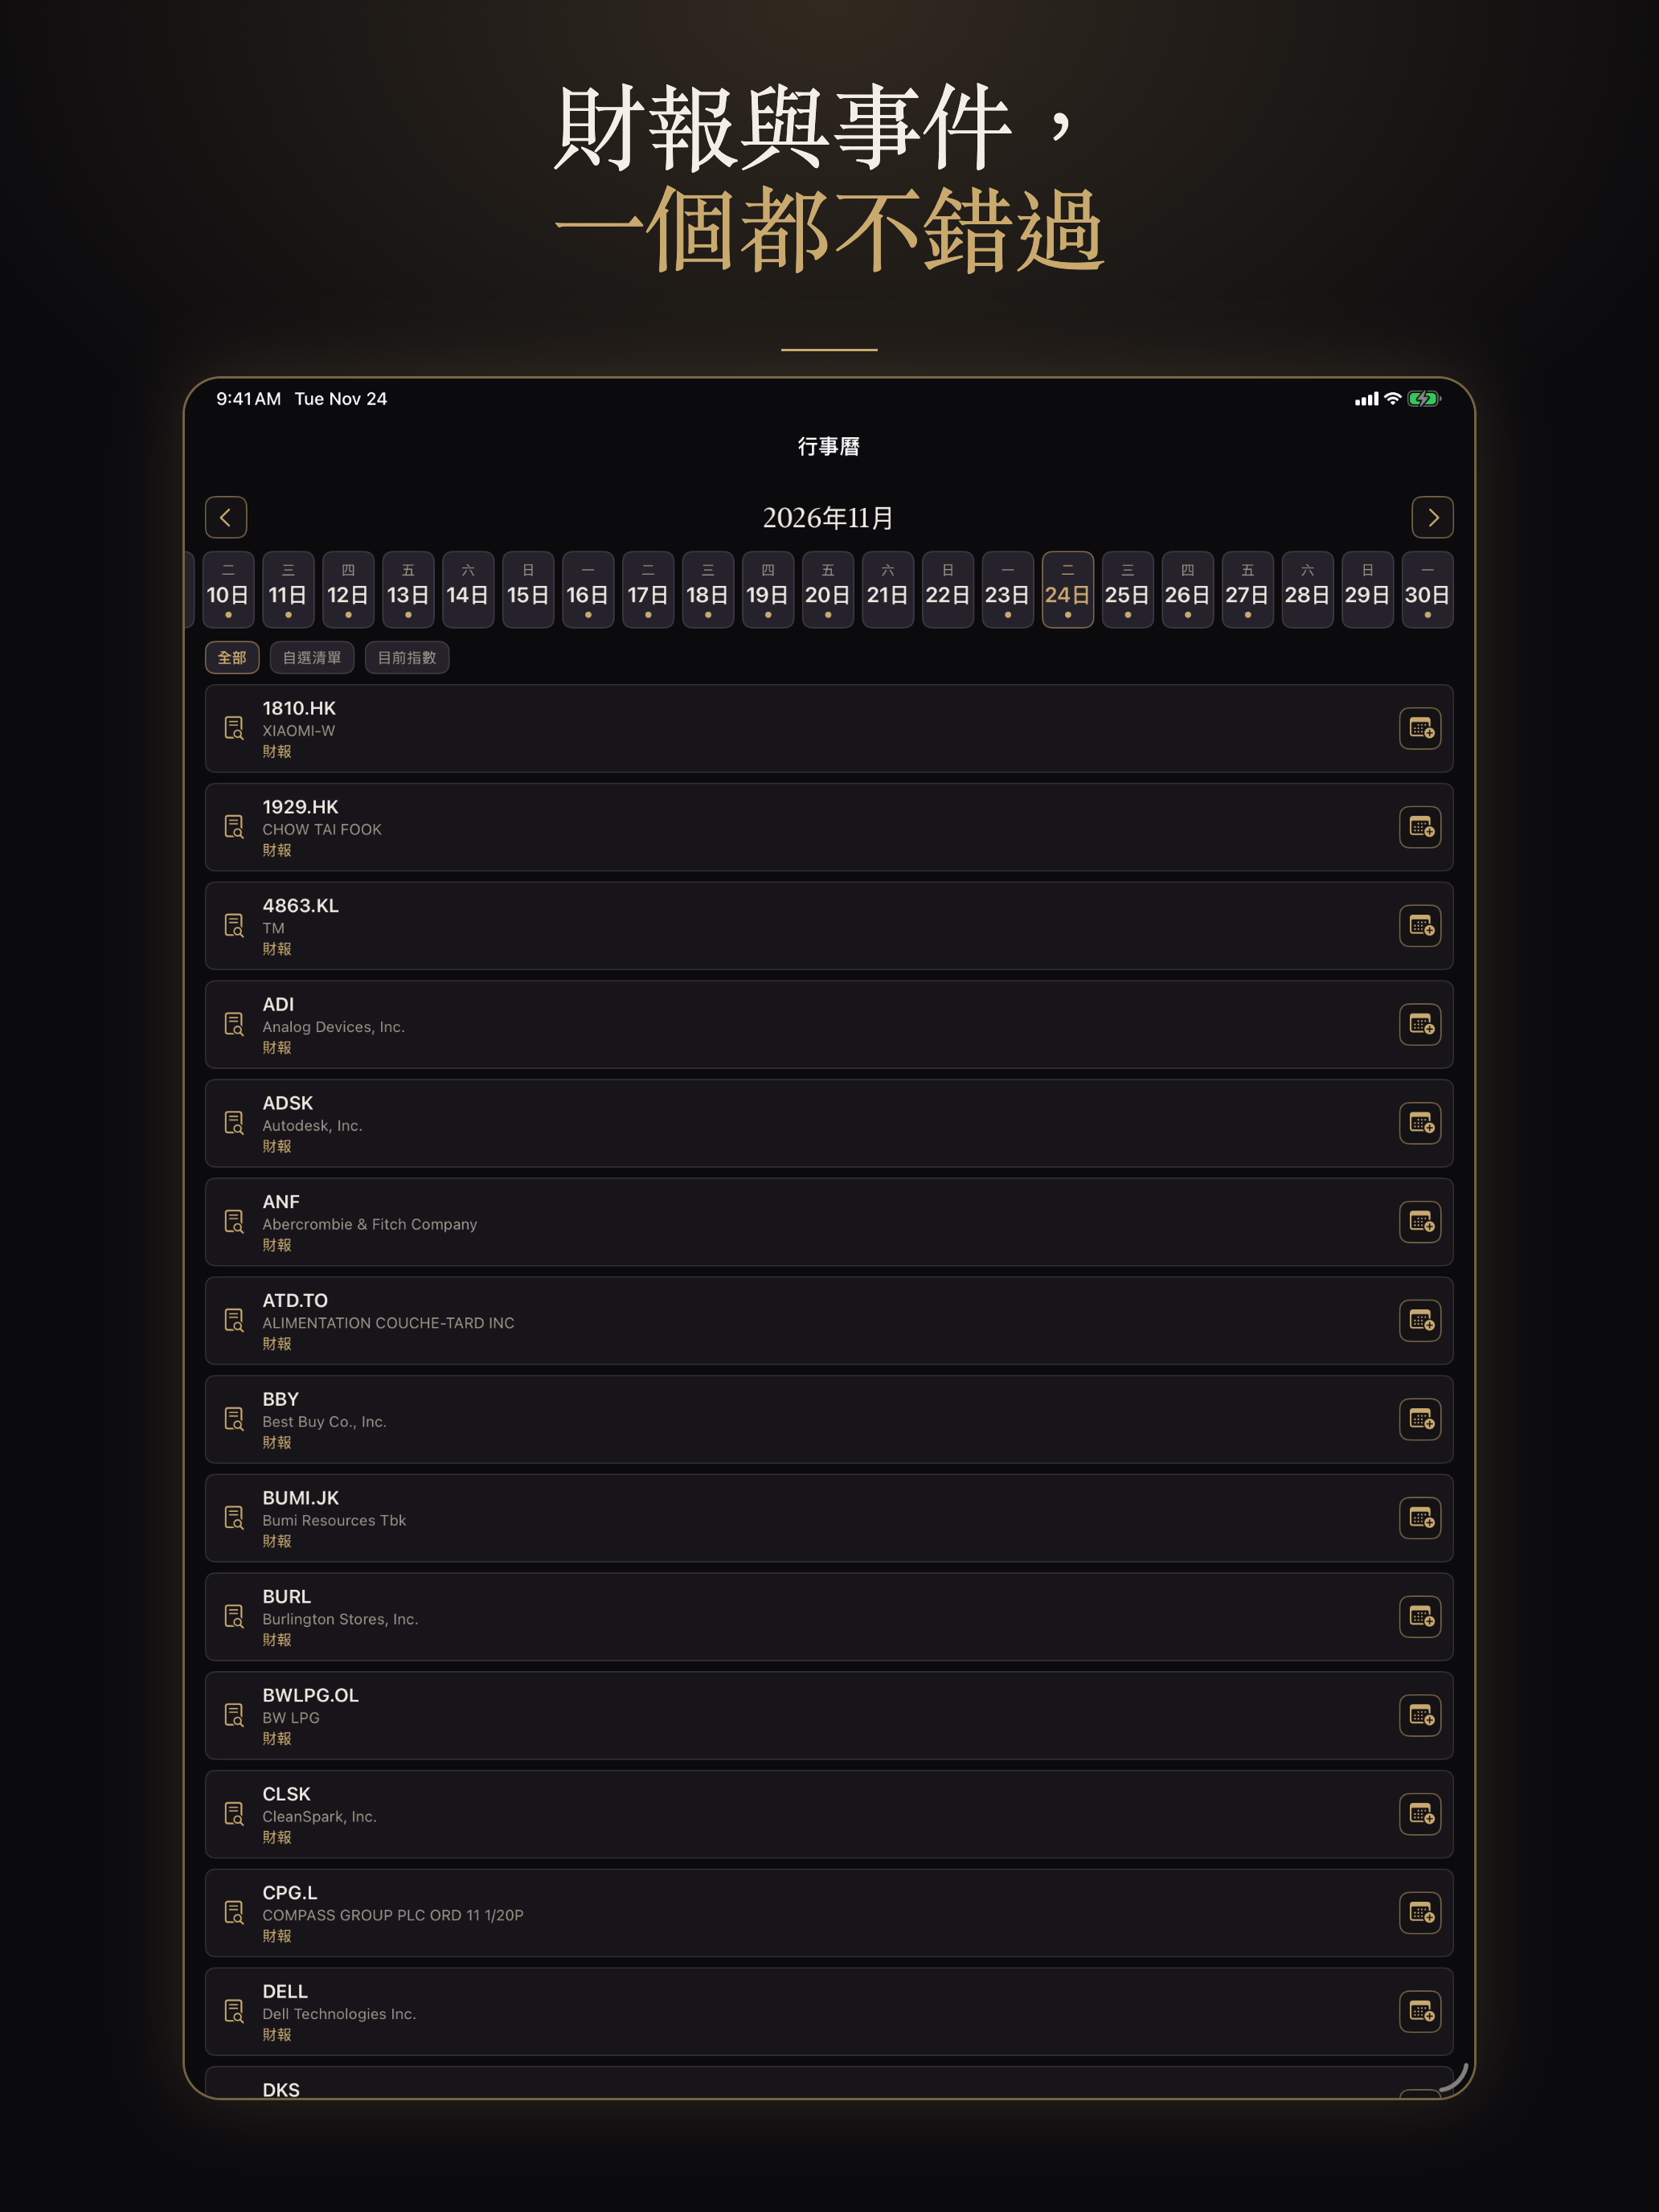 財報與事件，
一個都不錯過
9:41 AM Tue Nov 24
行事曆
2026年11月
二 三 四 五 六 日 一 二 三 四 五 六 日 一 二 三 四 五 六 日 一
10日 11日 12日 13日 14日 15日 16日 17日 18日 19日 20日 21日 22日 23日 24日 25日 26日 27日 28日 29日 30日
全部 自選清單 目前指數
1810.HK
XIAOMI-W
財報
1929.HK
CHOW TAI FOOK
財報
4863.KL
TM
財報
ADI
Analog Devices, Inc.
財報
ADSK
Autodesk, Inc.
財報
ANF
Abercrombie & Fitch Company
財報
ATD.TO
ALIMENTATION COUCHE-TARD INC
財報
BBY
Best Buy Co., Inc.
財報
BUMI.JK
Bumi Resources Tbk
財報
BURL
Burlington Stores, Inc.
財報
BWLPG.OL
BW LPG
財報
CLSK
CleanSpark, Inc.
財報
CPG.L
COMPASS GROUP PLC ORD 11 1/20P
財報
DELL
Dell Technologies Inc.
財報
DKS